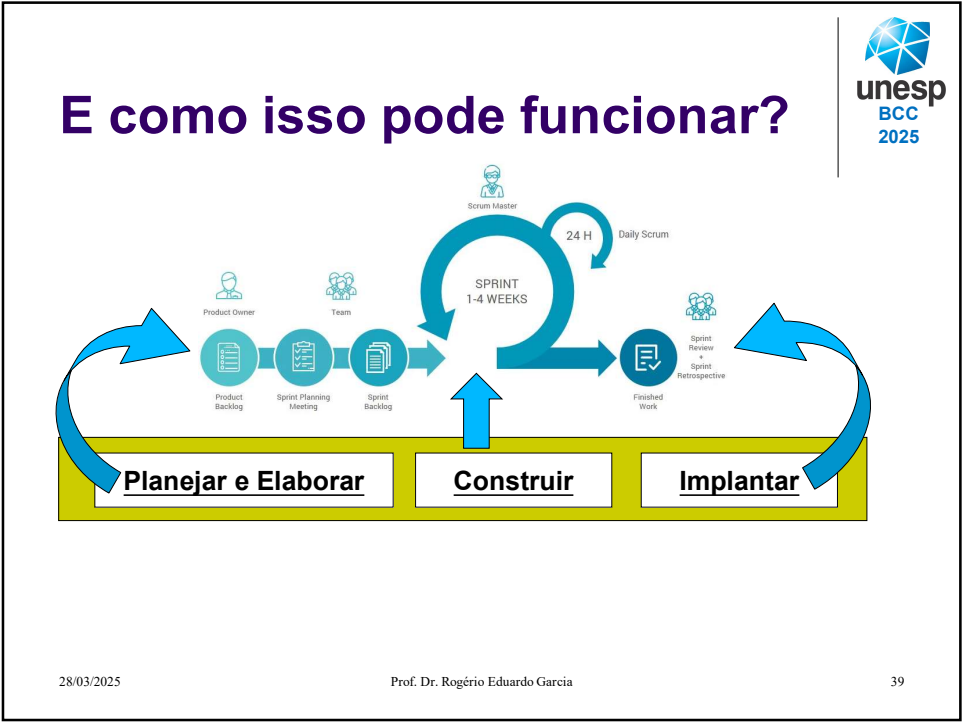 E como isso pode funcionar?
unesp
BCC
2025
Scrum Master
24 H
Daily Scrum
SPRINT
1-4 WEEKS
Product Owner
Team
Product
Backlog
Sprint Planning
Meeting
Sprint
Backlog
Finished
Work
Sprint
Review
+
Sprint
Retrospective
Planejar e Elaborar
Construir
Implantar
28/03/2025
Prof. Dr. Rogério Eduardo Garcia
39